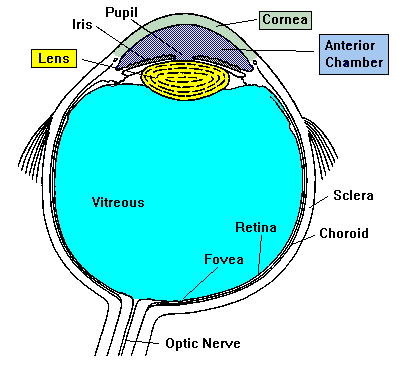 Pupil
Iris
Cornea
Lens
Anterior
Chamber
Vitreous
Sclera
Retina
Choroid
Fovea
Optic Nerve